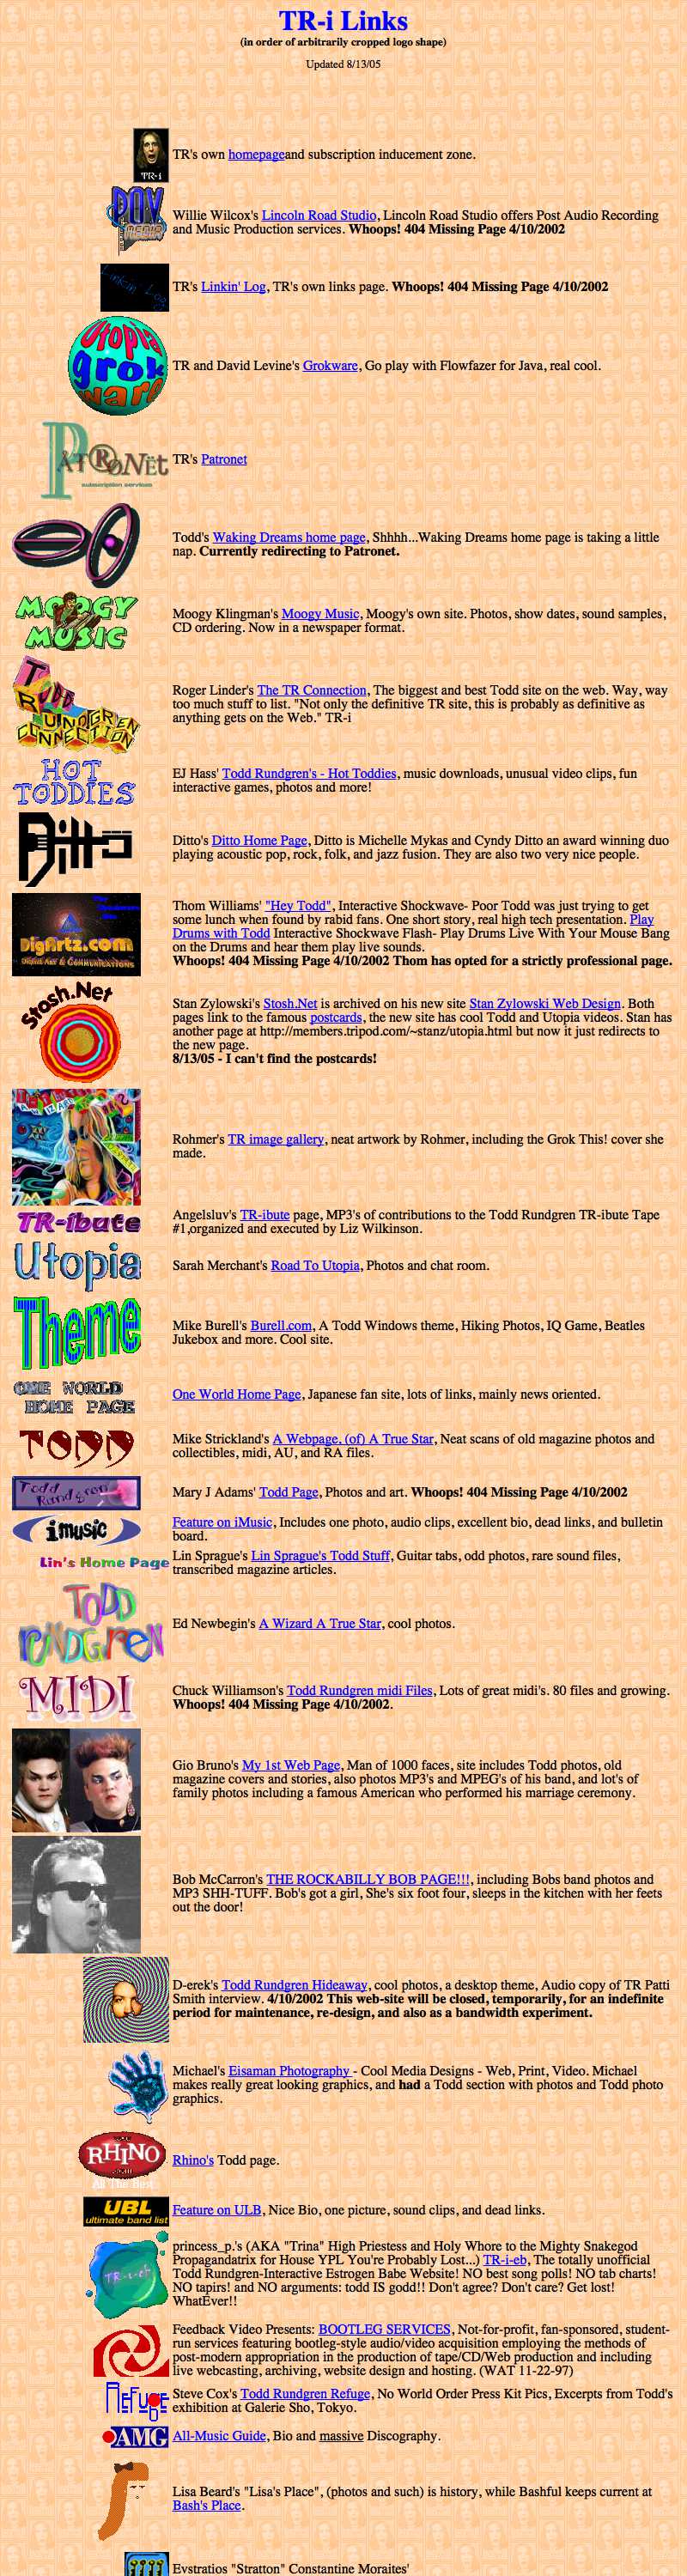 TR-i Links
(in order of arbitrarily cropped logo shape)
Updated 8/13/05
TR-i
TR's own homepageand subscription inducement zone.
POV
MEDIA
Willie Wilcox's Lincoln Road Studio, Lincoln Road Studio offers Post Audio Recording
and Music Production services. Whoops! 404 Missing Page 4/10/2002
Linkin' Log
TR's Linkin' Log, TR's own links page. Whoops! 404 Missing Page 4/10/2002
Utopia
grok
ware
TR and David Levine's Grokware, Go play with Flowfazer for Java, real cool.
PATRONET
subscription services
TR's Patronet
Todd's Waking Dreams home page, Shhhh...Waking Dreams home page is taking a little
nap. Currently redirecting to Patronet.
MOOGY
MUSIC
Moogy Klingman's Moogy Music, Moogy's own site. Photos, show dates, sound samples,
CD ordering. Now in a newspaper format.
TODD
RUNDGREN
CONNECTION
Roger Linder's The TR Connection, The biggest and best Todd site on the web. Way, way
too much stuff to list. "Not only the definitive TR site, this is probably as definitive as
anything gets on the Web." TR-i
HOT
TODDIES
EJ Hass' Todd Rundgren's - Hot Toddies, music downloads, unusual video clips, fun
interactive games, photos and more!
Ditto
Ditto's Ditto Home Page, Ditto is Michelle Mykas and Cyndy Ditto an award winning duo
playing acoustic pop, rock, folk, and jazz fusion. They are also two very nice people.
DigArtz.com
Digital Art & Communications
Thom Williams' "Hey Todd", Interactive Shockwave- Poor Todd was just trying to get
some lunch when found by rabid fans. One short story, real high tech presentation. Play
Drums with Todd Interactive Shockwave Flash- Play Drums Live With Your Mouse Bang
on the Drums and hear them play live sounds.
Whoops! 404 Missing Page 4/10/2002 Thom has opted for a strictly professional page.
Stosh.Net
Stan Zylowski's Stosh.Net is archived on his new site Stan Zylowski Web Design. Both
pages link to the famous postcards, the new site has cool Todd and Utopia videos. Stan has
another page at http://members.tripod.com/~stanz/utopia.html but now it just redirects to
the new page.
8/13/05 - I can't find the postcards!
Rohmer's TR image gallery, neat artwork by Rohmer, including the Grok This! cover she
made.
TR-ibute
Angelsluv's TR-ibute page, MP3's of contributions to the Todd Rundgren TR-ibute Tape
#1,organized and executed by Liz Wilkinson.
Utopia
Sarah Merchant's Road To Utopia, Photos and chat room.
Theme
Mike Burell's Burell.com, A Todd Windows theme, Hiking Photos, IQ Game, Beatles
Jukebox and more. Cool site.
ONE WORLD
HOME PAGE
One World Home Page, Japanese fan site, lots of links, mainly news oriented.
TODD
Mike Strickland's A Webpage, (of) A True Star, Neat scans of old magazine photos and
collectibles, midi, AU, and RA files.
Todd
Rundgren
Mary J Adams' Todd Page, Photos and art. Whoops! 404 Missing Page 4/10/2002
imusic
Feature on iMusic, Includes one photo, audio clips, excellent bio, dead links, and bulletin
board.
Lin's Home Page
Lin Sprague's Lin Sprague's Todd Stuff, Guitar tabs, odd photos, rare sound files,
transcribed magazine articles.
TODD
RUNDGREN
Ed Newbegin's A Wizard A True Star, cool photos.
MIDI
Chuck Williamson's Todd Rundgren midi Files, Lots of great midi's. 80 files and growing.
Whoops! 404 Missing Page 4/10/2002.
Gio Bruno's My 1st Web Page, Man of 1000 faces, site includes Todd photos, old
magazine covers and stories, also photos MP3's and MPEG's of his band, and lot's of
family photos including a famous American who performed his marriage ceremony.
Bob McCarron's THE ROCKABILLY BOB PAGE!!!, including Bobs band photos and
MP3 SHH-TUFF. Bob's got a girl, She's six foot four, sleeps in the kitchen with her feets
out the door!
D-erek's Todd Rundgren Hideaway, cool photos, a desktop theme, Audio copy of TR Patti
Smith interview. 4/10/2002 This web-site will be closed, temporarily, for an indefinite
period for maintenance, re-design, and also as a bandwidth experiment.
Michael's Eisaman Photography - Cool Media Designs - Web, Print, Video. Michael
makes really great looking graphics, and had a Todd section with photos and Todd photo
graphics.
RHINO
All The Best
Rhino's Todd page.
UBL
ultimate band list
Feature on ULB, Nice Bio, one picture, sound clips, and dead links.
TR-i-eb
princess_p.'s (AKA "Trina" High Priestess and Holy Whore to the Mighty Snakegod
Propagandatrix for House YPL You're Probably Lost...) TR-i-eb, The totally unofficial
Todd Rundgren-Interactive Estrogen Babe Website! NO best song polls! NO tab charts!
NO tapirs! and NO arguments: todd IS godd!! Don't agree? Don't care? Get lost!
WhatEver!!
Feedback Video Presents: BOOTLEG SERVICES, Not-for-profit, fan-sponsored, student-
run services featuring bootleg-style audio/video acquisition employing the methods of
post-modern appropriation in the production of tape/CD/Web production and including
live webcasting, archiving, website design and hosting. (WAT 11-22-97)
Refuge
Steve Cox's Todd Rundgren Refuge, No World Order Press Kit Pics, Excerpts from Todd's
exhibition at Galerie Sho, Tokyo.
AMG
All-Music Guide, Bio and massive Discography.
Lisa Beard's "Lisa's Place", (photos and such) is history, while Bashful keeps current at
Bash's Place.
Evstratios "Stratton" Constantine Moraites'